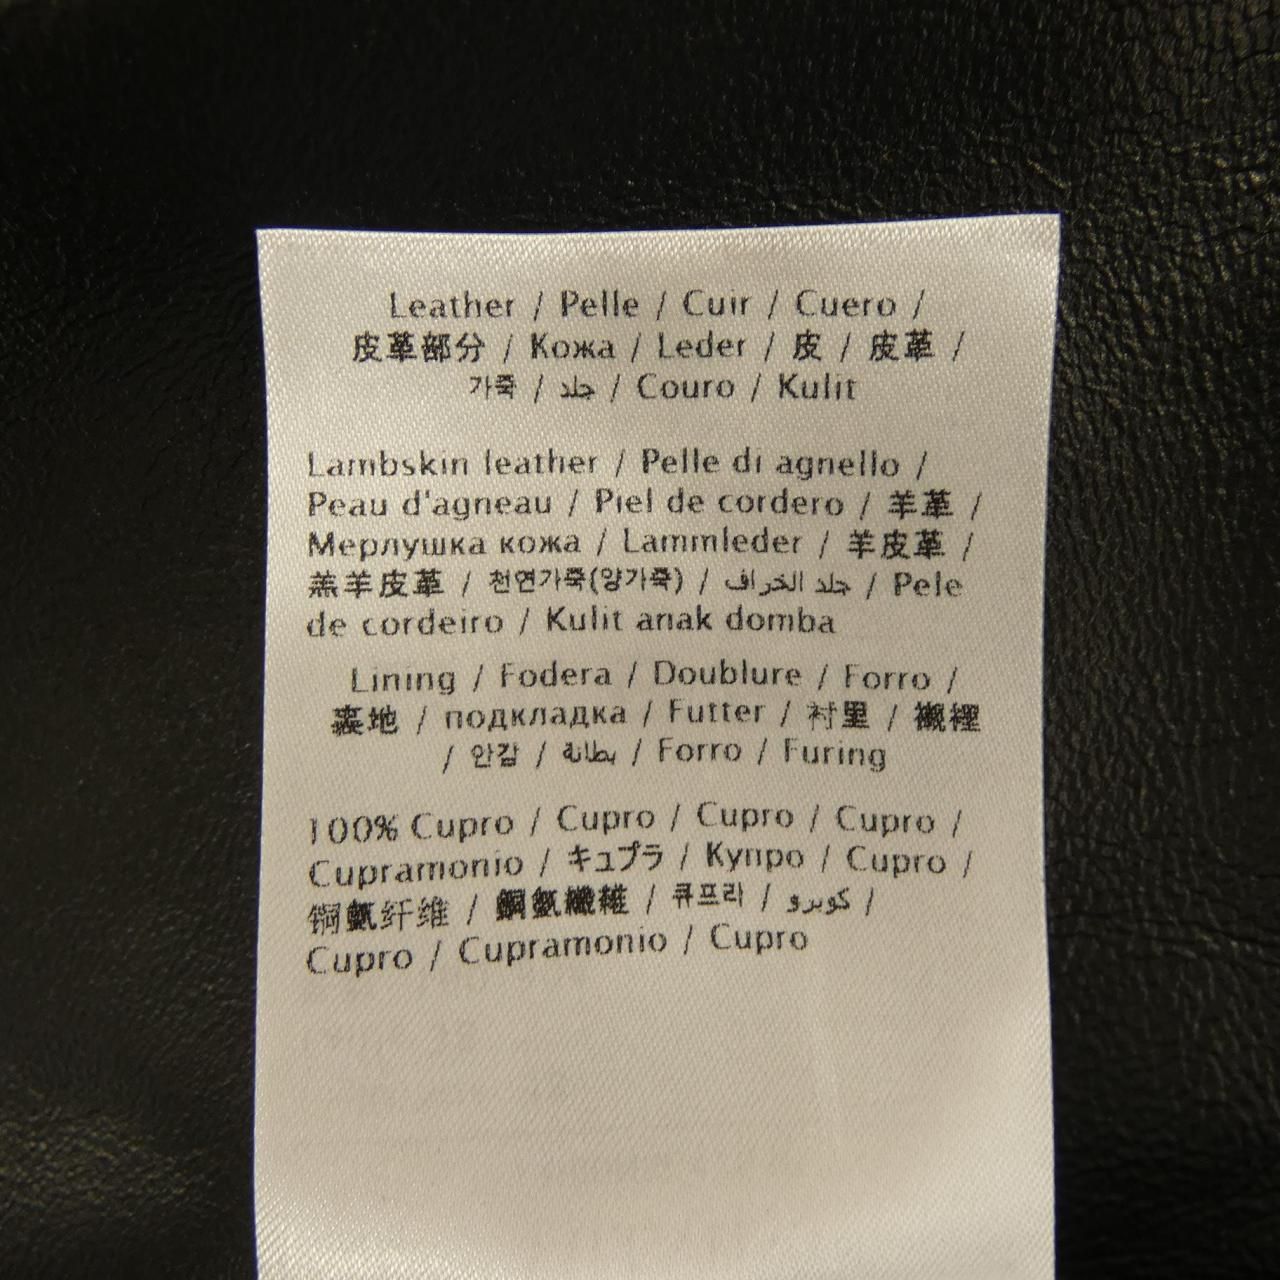 Leather / Pelle / Cuir / Cuero /
皮革部分 / Кожа / Leder / 皮 / 皮革 /
가죽 / جلد / Couro / Kulit
Lambskin leather / Pelle di agnello /
Peau d'agneau / Piel de cordero / 羊革 /
Мерлушка кожа / Lammleder / 羊皮革 /
羔羊皮革 / 천연가죽(양가죽) / جلد الخراف / Pele
de cordeiro / Kulit anak domba
Lining / Fodera / Doublure / Forro /
裏地 / подкладка / Futter / 衬里 / 襯裡
/ 안감 / بطانة / Forro / Furing
100% Cupro / Cupro / Cupro / Cupro /
Cupramonio / キュプラ / Купро / Cupro /
铜氨纤维 / 銅氨纖維 / 큐프라 / كوبرو /
Cupro / Cupramonio / Cupro